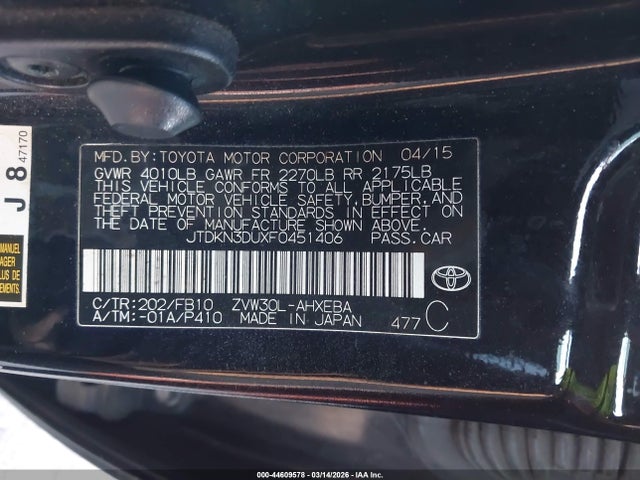 MFD.BY:TOYOTA MOTOR CORPORATION 04/15
GVWR 4010LB GAWR FR 2270LB RR 2175LB
THIS VEHICLE CONFORMS TO ALL APPLICABLE
FEDERAL MOTOR VEHICLE SAFETY,BUMPER,AND
THEFT PREVENTION STANDARDS IN EFFECT ON
THE DATE OF MANUFACTURE SHOWN ABOVE.
JTDKN3DUXF0451406 PASS.CAR
C/TR:202/FB10 ZVW30L-AHXEBA
A/TM:-01A/P410 MADE IN JAPAN 477 C
J 8 47170
MANUAL
EMENTS.
000-44609578 - 03/14/2026 - IAA Inc.